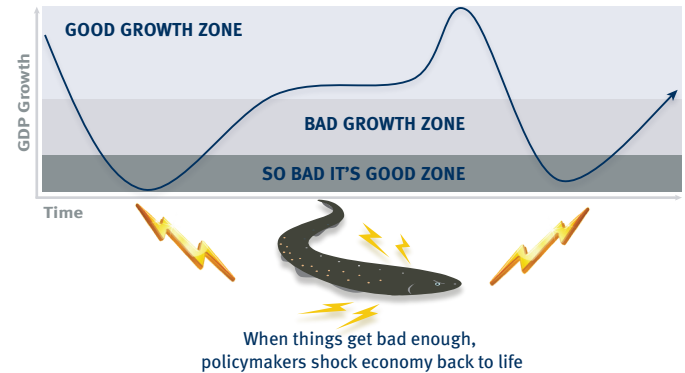 GOOD GROWTH ZONE
GDP Growth
BAD GROWTH ZONE
SO BAD IT'S GOOD ZONE
Time
When things get bad enough,
policymakers shock economy back to life